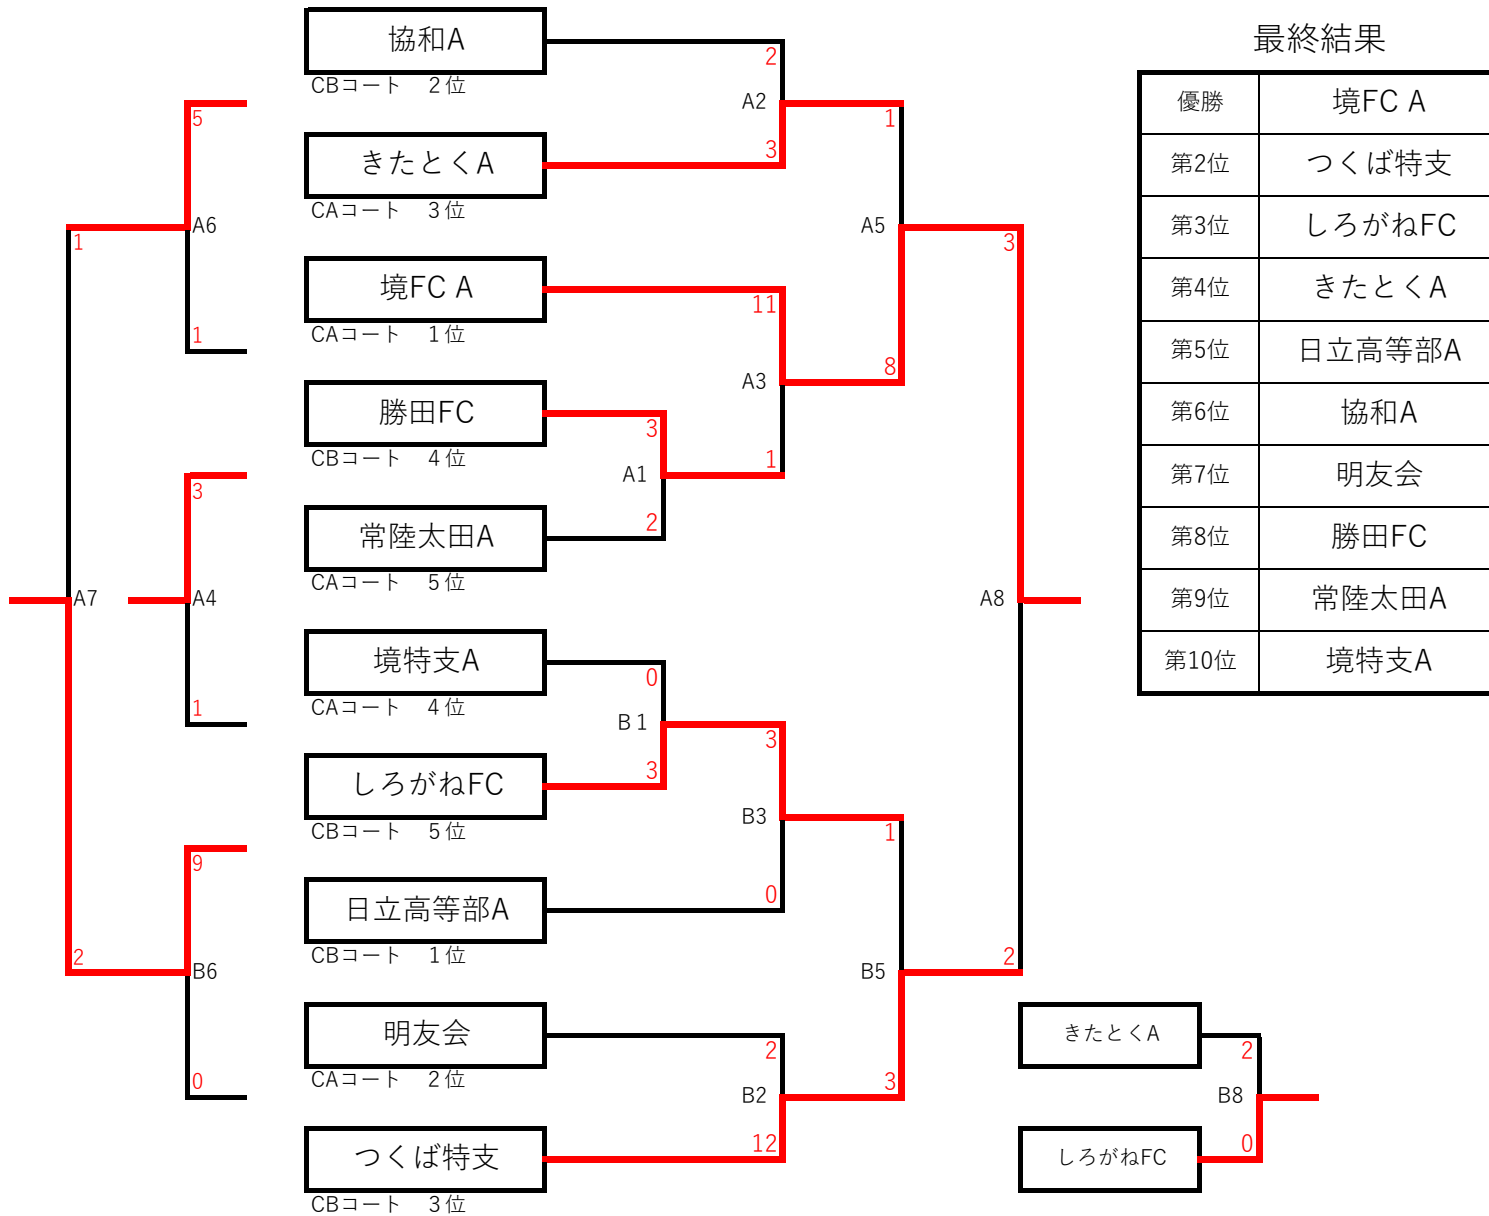 協和A
CBコート 2位
きたとくA
CAコート 3位
境FC A
CAコート 1位
勝田FC
CBコート 4位
常陸太田A
CAコート 5位
境特支A
CAコート 4位
しろがねFC
CBコート 5位
日立高等部A
CBコート 1位
明友会
CAコート 2位
つくば特支
CBコート 3位
5
A6
1
1
3
A7
A4
1
9
2
B6
0
2
A2
3
1
11
A5
3
A3
8
3
1
A1
2
A8
0
B1
3
3
B3
1
0
B5
2
2
B2
3
12
最終結果
優勝 境FC A
第2位 つくば特支
第3位 しろがねFC
第4位 きたとくA
第5位 日立高等部A
第6位 協和A
第7位 明友会
第8位 勝田FC
第9位 常陸太田A
第10位 境特支A
きたとくA
2
B8
0
しろがねFC